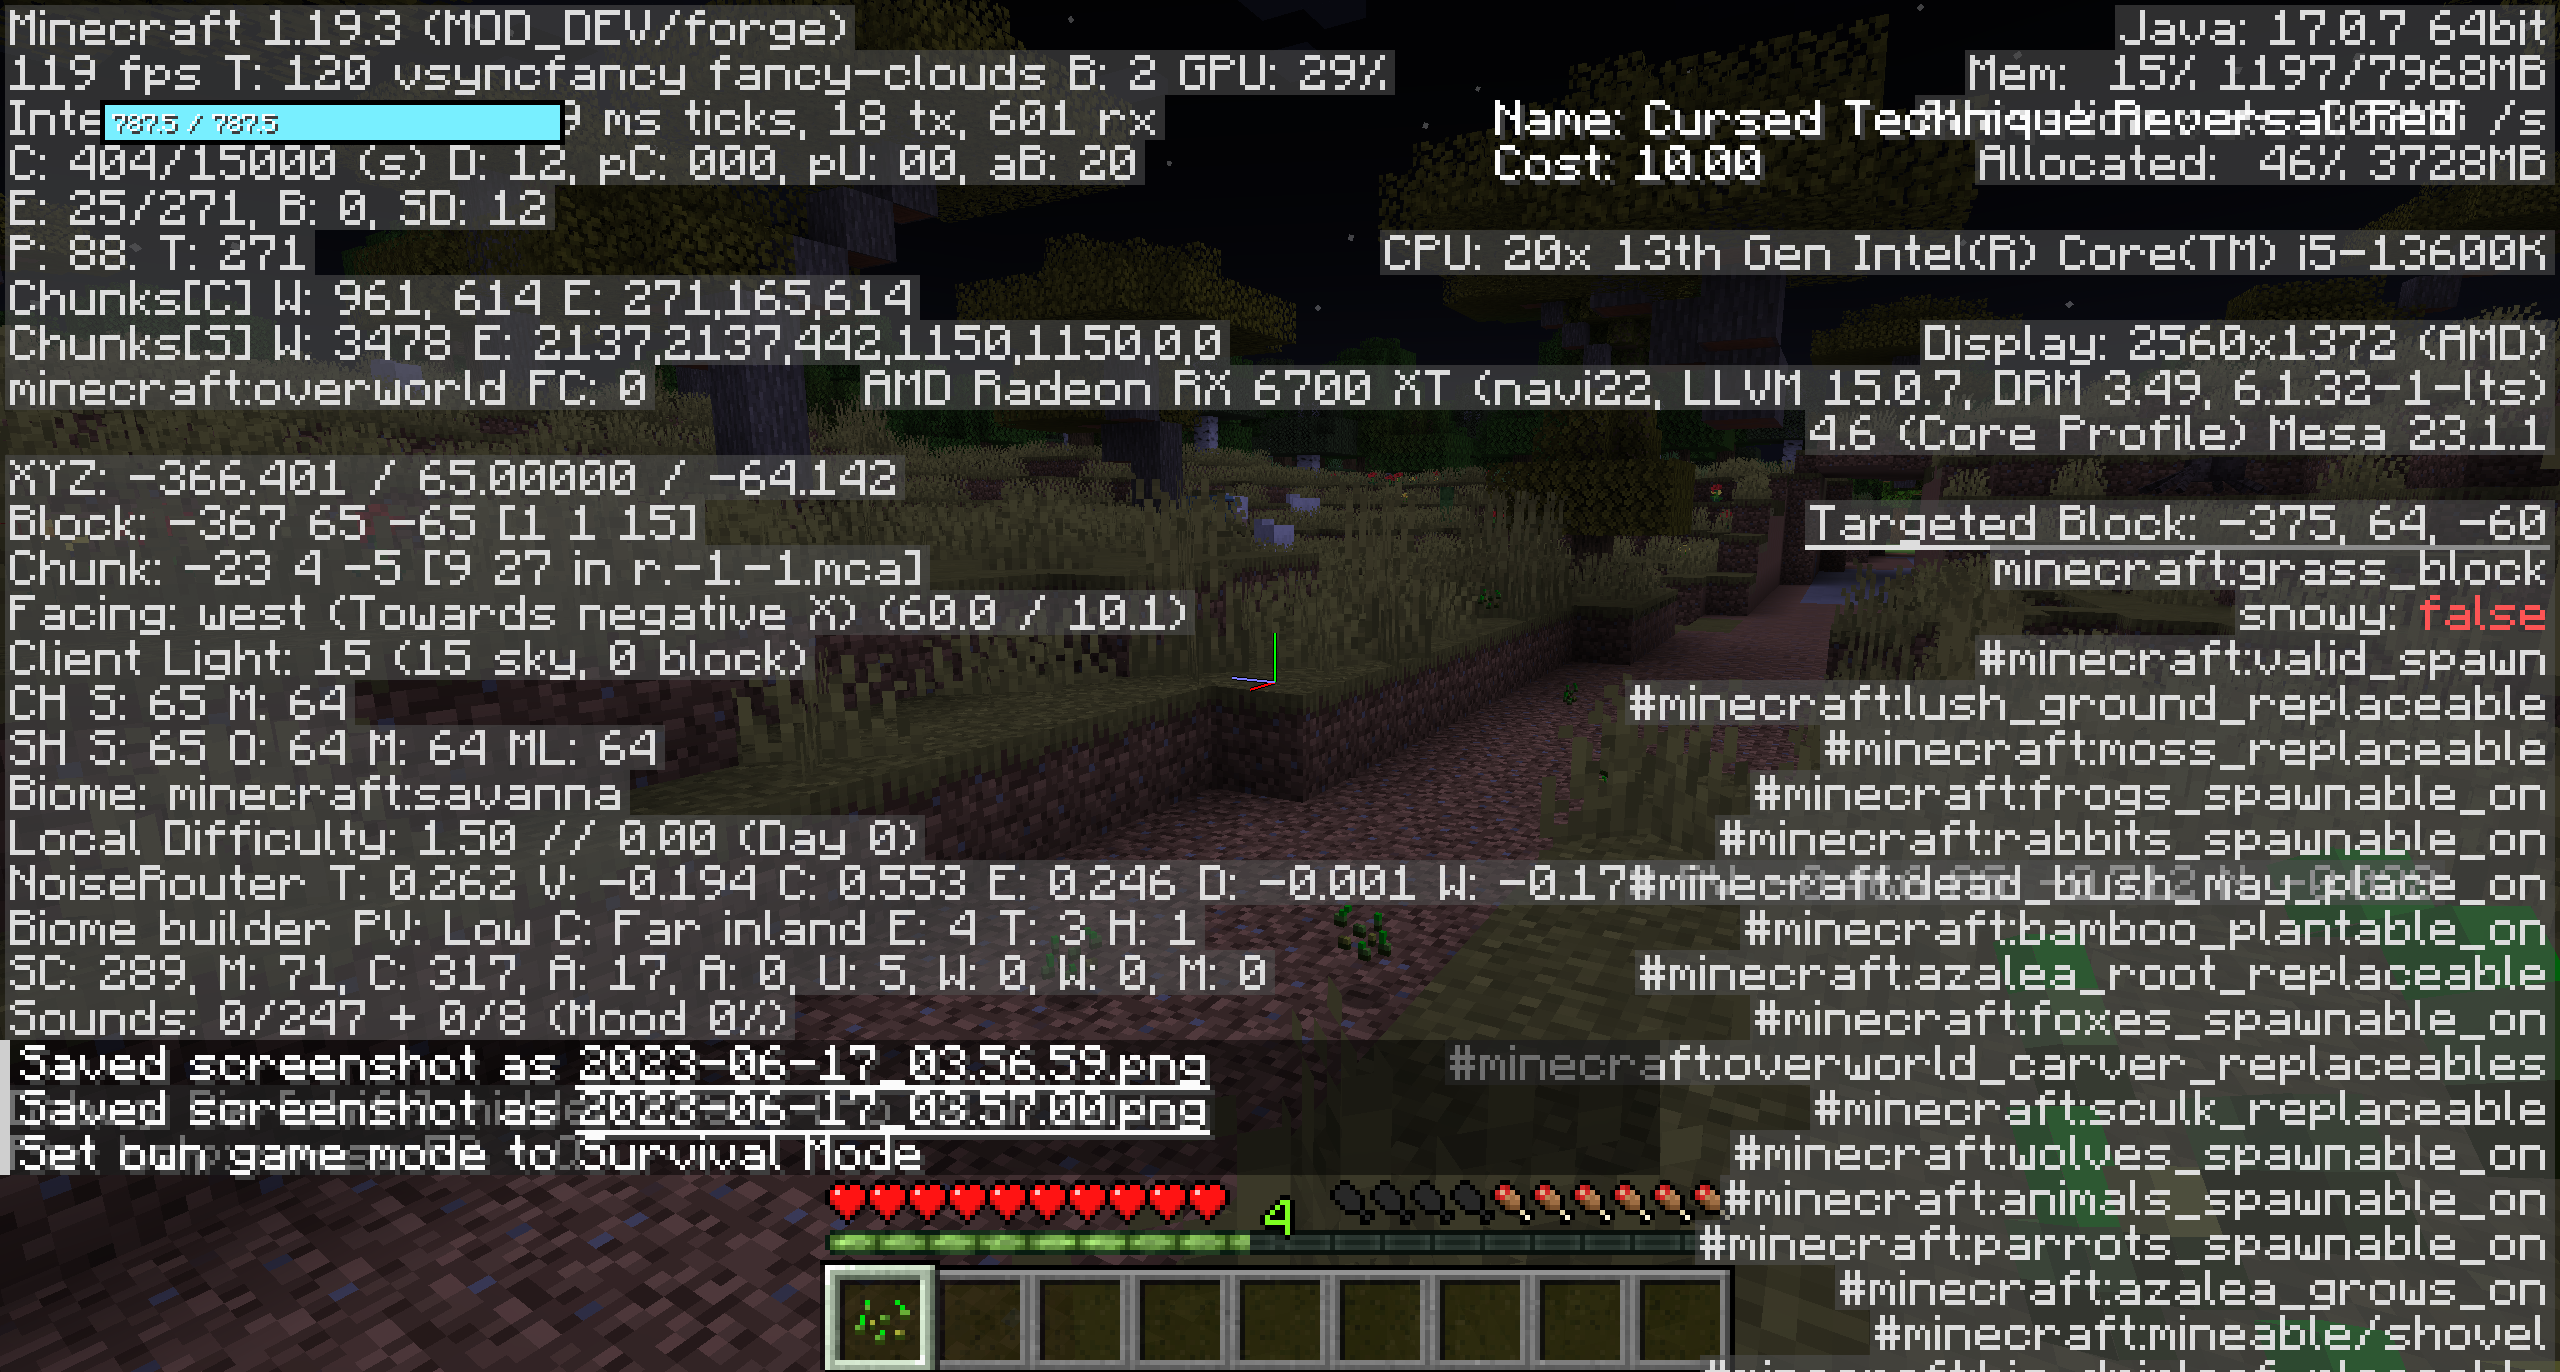 Minecraft 1.19.3 (MOD_DEV/forge)
119 fps T: 120 vsyncfancy fancy-clouds B: 2 GPU: 29%
ms ticks, 18 tx, 601 rx
787.5 / 787.5
C: 404/15000 (s) D: 12, pC: 000, pU: 00, aB: 20
E: 25/271, B: 0, SD: 12
P: 88. T: 271
Chunks[C] W: 961, 614 E: 271,165,614
Chunks[S] W: 3478 E: 2137,2137,442,1150,1150,0,0
minecraft:overworld FC: 0
XYZ: -366.401 / 65.00000 / -64.142
Block: -367 65 -65 [1 1 15]
Chunk: -23 4 -5 [9 27 in r.-1.-1.mca]
Facing: west (Towards negative X) (60.0 / 10.1)
Client Light: 15 (15 sky, 0 block)
CH S: 65 M: 64
SH S: 65 O: 64 M: 64 ML: 64
Biome: minecraft:savanna
Local Difficulty: 1.50 // 0.00 (Day 0)
NoiseRouter T: 0.262 V: -0.194 C: 0.553 E: 0.246 D: -0.001 W: -0.17
Biome builder PV: Low C: Far inland E: 4 T: 3 H: 1
SC: 289, M: 71, C: 317, A: 17, A: 0, U: 5, W: 0, W: 0, M: 0
Sounds: 0/247 + 0/8 (Mood 0%)
Saved screenshot as 2023-06-17_03.56.59.png
Saved screenshot as 2023-06-17_03.57.00.png
Set bwh game mode to Survival Mode
4
Java: 17.0.7 64bit
Mem: 15% 1197/7968MB
Name: Cursed Technique Reversal: Red
/s
Cost: 10.00
Allocated: 46% 3728MB
CPU: 20x 13th Gen Intel(R) Core(TM) i5-13600K
Display: 2560x1372 (AMD)
AMD Radeon RX 6700 XT (navi22, LLVM 15.0.7, DRM 3.49, 6.1.32-1-lts)
4.6 (Core Profile) Mesa 23.1.1
Targeted Block: -375, 64, -60
minecraft:grass_block
snowy: false
#minecraft:valid_spawn
#minecraft:lush_ground_replaceable
#minecraft:moss_replaceable
#minecraft:frogs_spawnable_on
#minecraft:rabbits_spawnable_on
#minecraft:dead_bush_may_place_on
#minecraft:bamboo_plantable_on
#minecraft:azalea_root_replaceable
#minecraft:foxes_spawnable_on
#minecraft:overworld_carver_replaceables
#minecraft:sculk_replaceable
#minecraft:wolves_spawnable_on
#minecraft:animals_spawnable_on
#minecraft:parrots_spawnable_on
#minecraft:azalea_grows_on
#minecraft:mineable/shovel